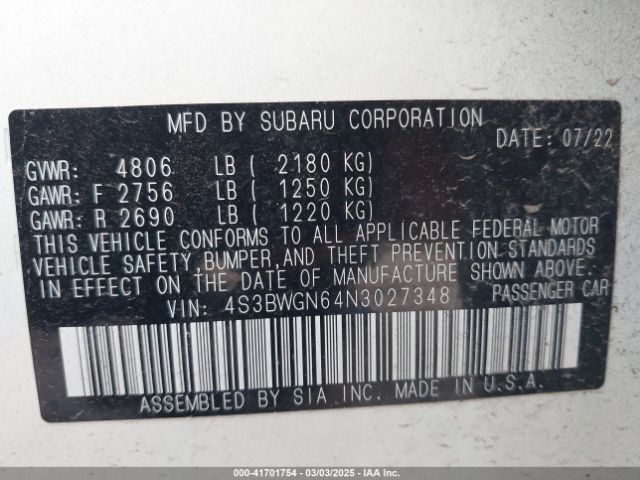 MFD BY SUBARU CORPORATION
DATE: 07/22
GVWR: 4806 LB ( 2180 KG)
GAWR: F 2756 LB ( 1250 KG)
GAWR: R 2690 LB ( 1220 KG)
THIS VEHICLE CONFORMS TO ALL APPLICABLE FEDERAL MOTOR
VEHICLE SAFETY, BUMPER, AND THEFT PREVENTION STANDARDS
IN EFFECT ON THE DATE OF MANUFACTURE SHOWN ABOVE.
VIN: 4S3BWGN64N3027348 PASSENGER CAR
ASSEMBLED BY SIA INC. MADE IN U.S.A.
000-41701754 - 03/03/2025 - IAA Inc.